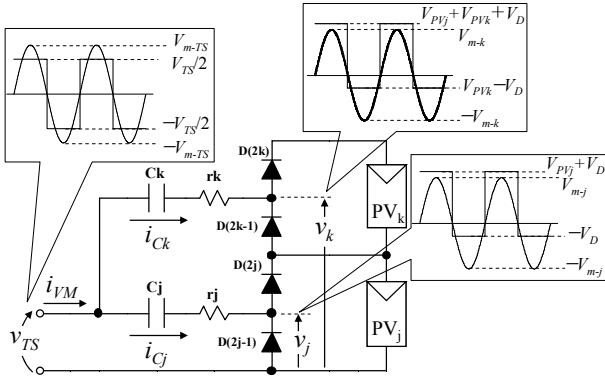 V_{m-TS}
V_{TS}/2
−V_{TS}/2
−V_{m-TS}
V_{PVj}+V_{PVk}+V_D
V_{m-k}
V_{PVk}−V_D
−V_{m-k}
V_{PVj}+V_D
V_{m-j}
−V_D
−V_{m-j}
D(2k)
Ck
rk
i_{Ck}
D(2k-1)
v_k
PV_k
D(2j)
i_{VM}
Cj
rj
i_{Cj}
D(2j-1)
v_j
PV_j
v_{TS}